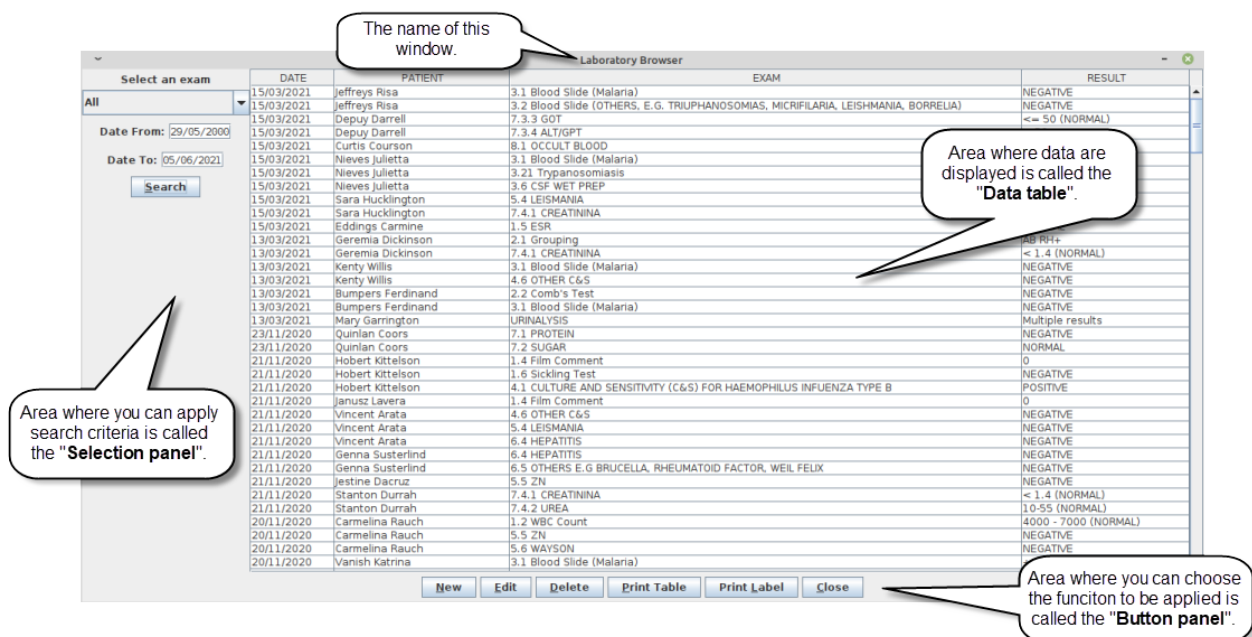 The name of this
window.
Laboratory Browser
Select an exam
All
Date From: 29/05/2000
Date To: 05/06/2021
Search
DATE PATIENT EXAM RESULT
15/03/2021 Jeffreys Risa 3.1 Blood Slide (Malaria) NEGATIVE
15/03/2021 Jeffreys Risa 3.2 Blood Slide (OTHERS, E.G. TRIUPHANOSOMIAS, MICRIFILARIA, LEISHMANIA, BORRELIA) NEGATIVE
15/03/2021 Depuy Darrell 7.3.3 GOT <= 50 (NORMAL)
15/03/2021 Depuy Darrell 7.3.4 ALT/GPT
15/03/2021 Curtis Courson 8.1 OCCULT BLOOD
15/03/2021 Nieves Julietta 3.1 Blood Slide (Malaria)
15/03/2021 Nieves Julietta 3.21 Trypanosomiasis
15/03/2021 Nieves Julietta 3.6 CSF WET PREP
15/03/2021 Sara Hucklington 5.4 LEISMANIA
15/03/2021 Sara Hucklington 7.4.1 CREATININA
15/03/2021 Eddings Carmine 1.5 ESR
13/03/2021 Geremia Dickinson 2.1 Grouping AB RH+
13/03/2021 Geremia Dickinson 7.4.1 CREATININA < 1.4 (NORMAL)
13/03/2021 Kenty Willis 3.1 Blood Slide (Malaria) NEGATIVE
13/03/2021 Kenty Willis 4.6 OTHER C&S NEGATIVE
13/03/2021 Bumpers Ferdinand 2.2 Comb's Test NEGATIVE
13/03/2021 Bumpers Ferdinand 3.1 Blood Slide (Malaria) NEGATIVE
13/03/2021 Mary Garrington URINALYSIS Multiple results
23/11/2020 Quinlan Coors 7.1 PROTEIN NEGATIVE
23/11/2020 Quinlan Coors 7.2 SUGAR NORMAL
21/11/2020 Hobert Kittelson 1.4 Film Comment 0
21/11/2020 Hobert Kittelson 1.6 Sickling Test NEGATIVE
21/11/2020 Hobert Kittelson 4.1 CULTURE AND SENSITIVITY (C&S) FOR HAEMOPHILUS INFUENZA TYPE B POSITIVE
21/11/2020 Janusz Lavera 1.4 Film Comment 0
21/11/2020 Vincent Arata 4.6 OTHER C&S NEGATIVE
21/11/2020 Vincent Arata 5.4 LEISMANIA NEGATIVE
21/11/2020 Vincent Arata 6.4 HEPATITIS NEGATIVE
21/11/2020 Genna Susterlind 6.4 HEPATITIS NEGATIVE
21/11/2020 Genna Susterlind 6.5 OTHERS E.G BRUCELLA, RHEUMATOID FACTOR, WEIL FELIX NEGATIVE
21/11/2020 Jestine Dacruz 5.5 ZN NEGATIVE
21/11/2020 Stanton Durrah 7.4.1 CREATININA < 1.4 (NORMAL)
21/11/2020 Stanton Durrah 7.4.2 UREA 10-55 (NORMAL)
20/11/2020 Carmelina Rauch 1.2 WBC Count 4000 - 7000 (NORMAL)
20/11/2020 Carmelina Rauch 5.5 ZN NEGATIVE
20/11/2020 Carmelina Rauch 5.6 WAYSON NEGATIVE
20/11/2020 Vanish Katrina 3.1 Blood Slide (Malaria)
Area where data are
displayed is called the
"Data table".
Area where you can apply
search criteria is called
the "Selection panel".
New Edit Delete Print Table Print Label Close
Area where you can choose
the funciton to be applied is
called the "Button panel".